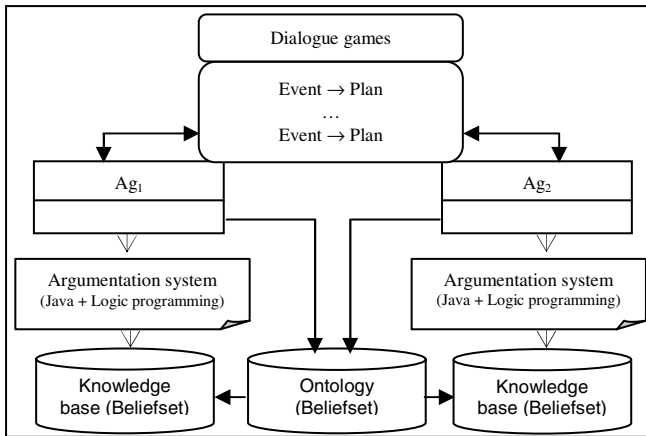 Dialogue games
Event → Plan
…
Event → Plan
Ag₁
Ag₂
Argumentation system
(Java + Logic programming)
Argumentation system
(Java + Logic programming)
Knowledge
base (Beliefset)
Ontology
(Beliefset)
Knowledge
base (Beliefset)